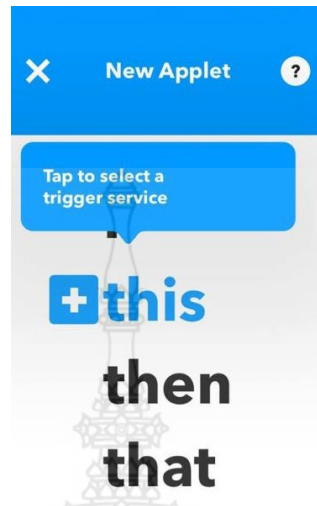 New Applet
?
Tap to select a
trigger service
this
then
that